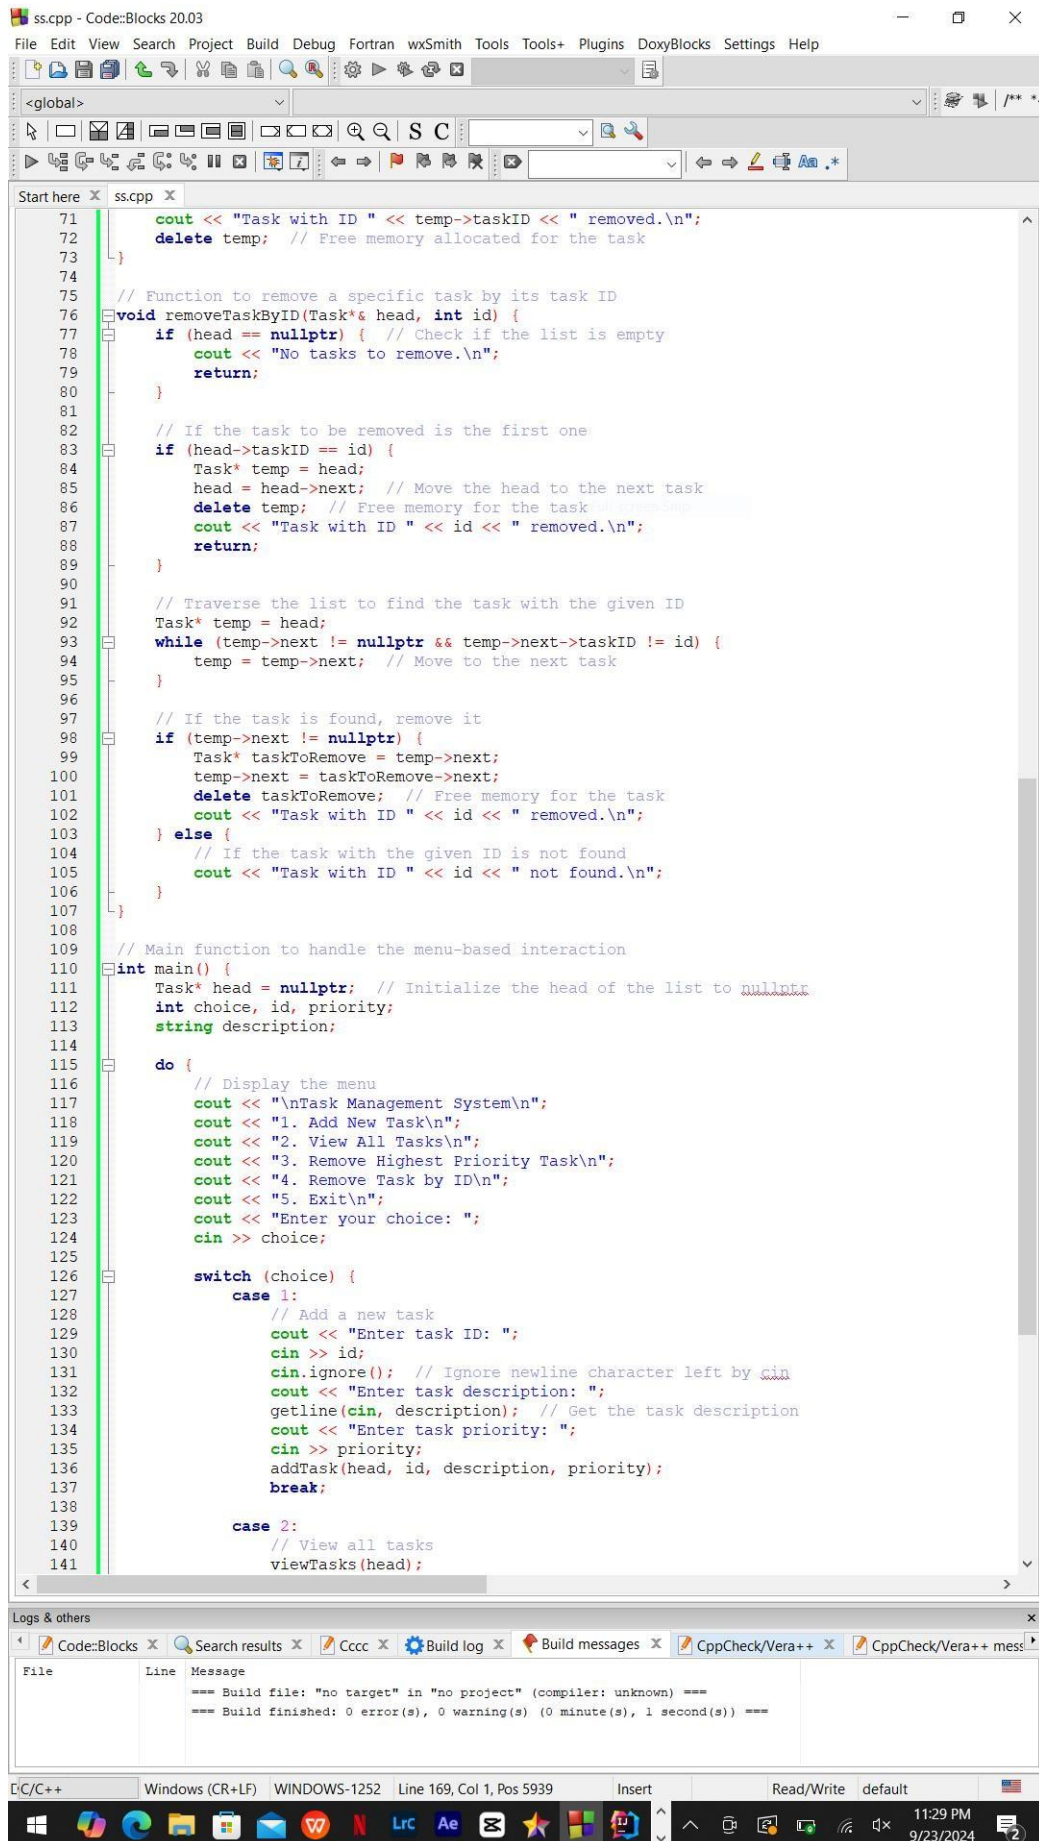 ss.cpp - Code::Blocks 20.03
File Edit View Search Project Build Debug Fortran wxSmith Tools Tools+ Plugins DoxyBlocks Settings Help
<global>
/**
S C
Aa .*
Start here X ss.cpp X
71 cout << "Task with ID " << temp->taskID << " removed.\n";
72 delete temp; // Free memory allocated for the task
73 }
74
75 // Function to remove a specific task by its task ID
76 void removeTaskByID(Task*& head, int id) {
77 if (head == nullptr) { // Check if the list is empty
78 cout << "No tasks to remove.\n";
79 return;
80 }
81
82 // If the task to be removed is the first one
83 if (head->taskID == id) {
84 Task* temp = head;
85 head = head->next; // Move the head to the next task
86 delete temp; // Free memory for the task
87 cout << "Task with ID " << id << " removed.\n";
88 return;
89 }
90
91 // Traverse the list to find the task with the given ID
92 Task* temp = head;
93 while (temp->next != nullptr && temp->next->taskID != id) {
94 temp = temp->next; // Move to the next task
95 }
96
97 // If the task is found, remove it
98 if (temp->next != nullptr) {
99 Task* taskToRemove = temp->next;
100 temp->next = taskToRemove->next;
101 delete taskToRemove; // Free memory for the task
102 cout << "Task with ID " << id << " removed.\n";
103 } else {
104 // If the task with the given ID is not found
105 cout << "Task with ID " << id << " not found.\n";
106 }
107 }
108
109 // Main function to handle the menu-based interaction
110 int main() {
111 Task* head = nullptr; // Initialize the head of the list to nullptr
112 int choice, id, priority;
113 string description;
114
115 do {
116 // Display the menu
117 cout << "\nTask Management System\n";
118 cout << "1. Add New Task\n";
119 cout << "2. View All Tasks\n";
120 cout << "3. Remove Highest Priority Task\n";
121 cout << "4. Remove Task by ID\n";
122 cout << "5. Exit\n";
123 cout << "Enter your choice: ";
124 cin >> choice;
125
126 switch (choice) {
127 case 1:
128 // Add a new task
129 cout << "Enter task ID: ";
130 cin >> id;
131 cin.ignore(); // Ignore newline character left by cin
132 cout << "Enter task description: ";
133 getline(cin, description); // Get the task description
134 cout << "Enter task priority: ";
135 cin >> priority;
136 addTask(head, id, description, priority);
137 break;
138
139 case 2:
140 // View all tasks
141 viewTasks(head);
Logs & others
Code::Blocks X Search results X Cccc X Build log X Build messages X CppCheck/Vera++ X CppCheck/Vera++ mess
File Line Message
=== Build file: "no target" in "no project" (compiler: unknown) ===
=== Build finished: 0 error(s), 0 warning(s) (0 minute(s), 1 second(s)) ===
C/C++ Windows (CR+LF) WINDOWS-1252 Line 169, Col 1, Pos 5939 Insert Read/Write default
Lrc Ae
11:29 PM
9/23/2024
2